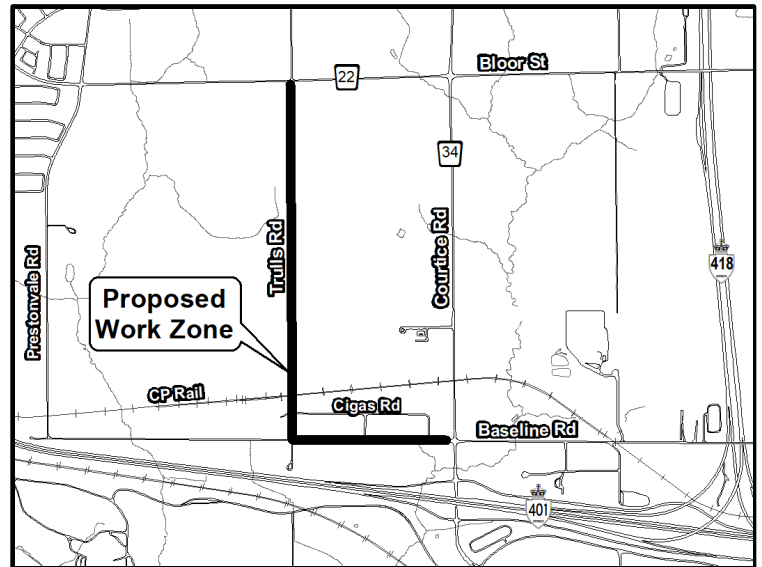 22
Bloor St
34
Trulls Rd
Courtice Rd
418
Prestonvale Rd
Proposed
Work Zone
CP Rail
Cigas Rd
Baseline Rd
401